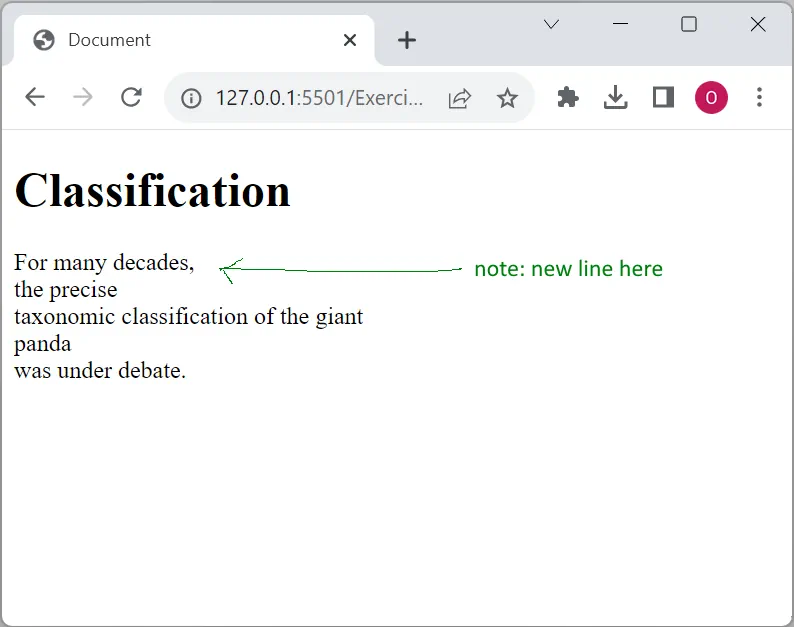 Document
127.0.0.1:5501/Exerci...
O
Classification
For many decades,
note: new line here
the precise
taxonomic classification of the giant
panda
was under debate.